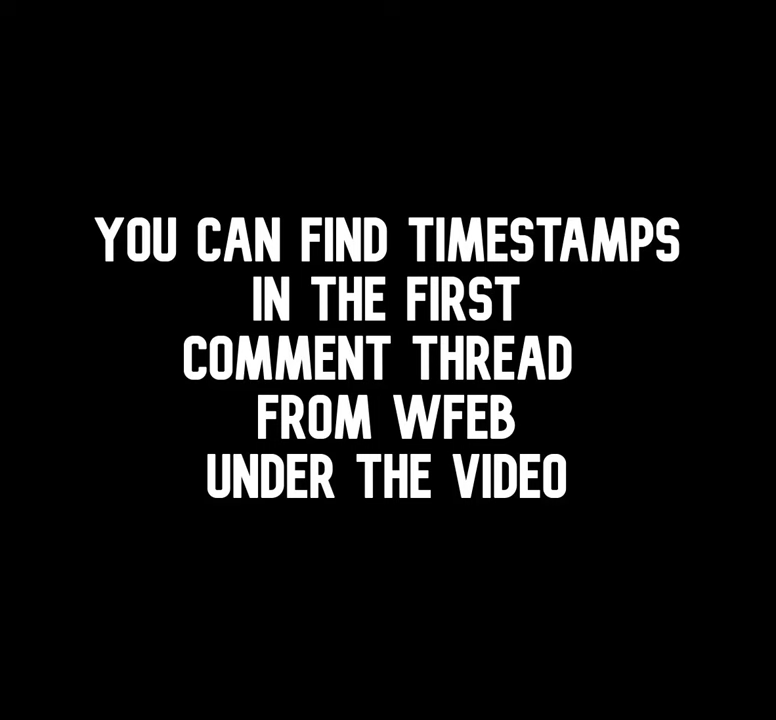 YOU CAN FIND TIMESTAMPS
IN THE FIRST
COMMENT THREAD
FROM WFEB
UNDER THE VIDEO